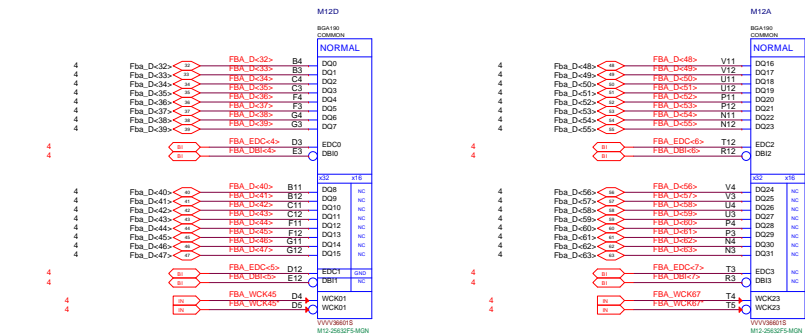 M12D
BGA190
COMMON
NORMAL
4 Fba_D<32> 32 FBA_D<32> B4 DQ0
4 Fba_D<33> 33 FBA_D<33> B3 DQ1
4 Fba_D<34> 34 FBA_D<34> C4 DQ2
4 Fba_D<35> 35 FBA_D<35> C3 DQ3
4 Fba_D<36> 36 FBA_D<36> F4 DQ4
4 Fba_D<37> 37 FBA_D<37> F3 DQ5
4 Fba_D<38> 38 FBA_D<38> G4 DQ6
4 Fba_D<39> 39 FBA_D<39> G3 DQ7
4 BI FBA_EDC<4> D3 EDC0
4 BI FBA_DBI<4> E3 DBI0
x32 x16
4 Fba_D<40> 40 FBA_D<40> B11 DQ8 NC
4 Fba_D<41> 41 FBA_D<41> B12 DQ9 NC
4 Fba_D<42> 42 FBA_D<42> C11 DQ10 NC
4 Fba_D<43> 43 FBA_D<43> C12 DQ11 NC
4 Fba_D<44> 44 FBA_D<44> F11 DQ12 NC
4 Fba_D<45> 45 FBA_D<45> F12 DQ13 NC
4 Fba_D<46> 46 FBA_D<46> G11 DQ14 NC
4 Fba_D<47> 47 FBA_D<47> G12 DQ15 NC
4 BI FBA_EDC<5> D12 EDC1 GND
4 BI FBA_DBI<5> E12 DBI1 NC
4 IN FBA_WCK45 D4 WCK01
4 IN FBA_WCK45* D5 WCK01
VVVV36601S
M12-25632F5-MGN
M12A
BGA190
COMMON
NORMAL
4 Fba_D<48> 48 FBA_D<48> V11 DQ16
4 Fba_D<49> 49 FBA_D<49> V12 DQ17
4 Fba_D<50> 50 FBA_D<50> U11 DQ18
4 Fba_D<51> 51 FBA_D<51> U12 DQ19
4 Fba_D<52> 52 FBA_D<52> P11 DQ20
4 Fba_D<53> 53 FBA_D<53> P12 DQ21
4 Fba_D<54> 54 FBA_D<54> N11 DQ22
4 Fba_D<55> 55 FBA_D<55> N12 DQ23
4 BI FBA_EDC<6> T12 EDC2
4 BI FBA_DBI<6> R12 DBI2
x32 x16
4 Fba_D<56> 56 FBA_D<56> V4 DQ24 NC
4 Fba_D<57> 57 FBA_D<57> V3 DQ25 NC
4 Fba_D<58> 58 FBA_D<58> U4 DQ26 NC
4 Fba_D<59> 59 FBA_D<59> U3 DQ27 NC
4 Fba_D<60> 60 FBA_D<60> P4 DQ28 NC
4 Fba_D<61> 61 FBA_D<61> P3 DQ29 NC
4 Fba_D<62> 62 FBA_D<62> N4 DQ30 NC
4 Fba_D<63> 63 FBA_D<63> N3 DQ31 NC
4 BI FBA_EDC<7> T3 EDC3 NC
4 BI FBA_DBI<7> R3 DBI3 NC
4 IN FBA_WCK67 T4 WCK23
4 IN FBA_WCK67* T5 WCK23
VVVV36601S
M12-25632F5-MGN